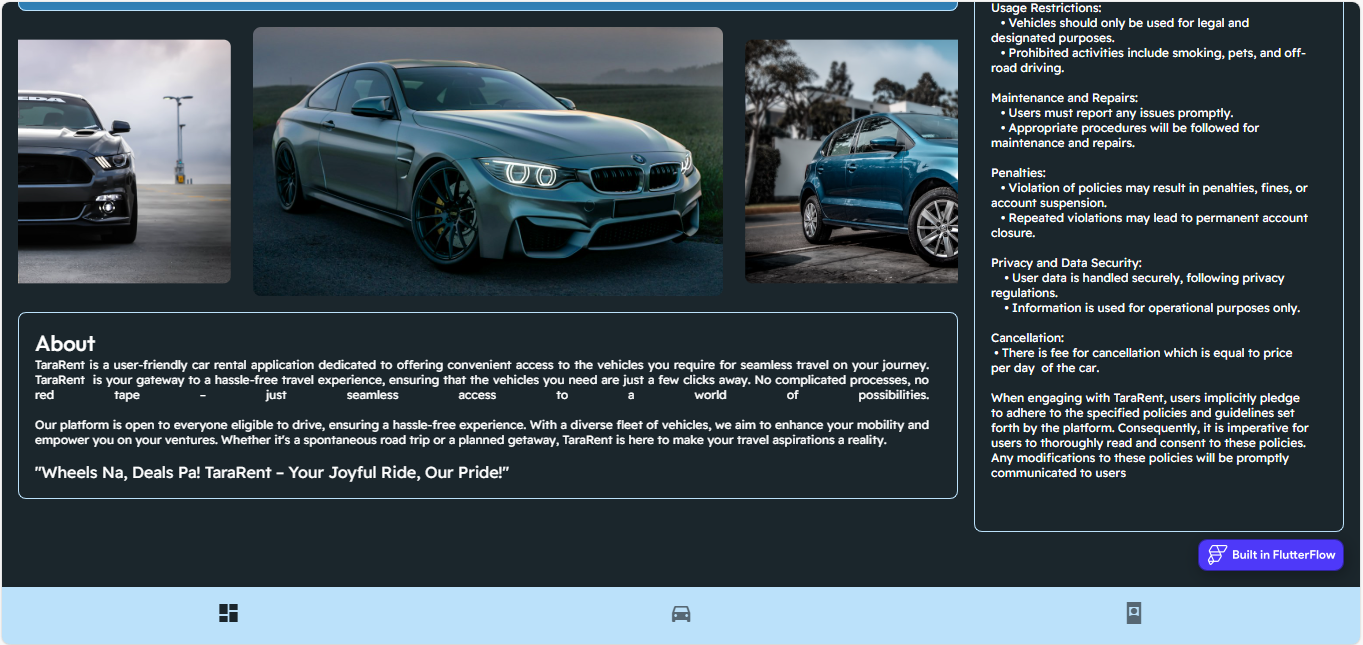 About
TaraRent is a user-friendly car rental application dedicated to offering convenient access to the vehicles you require for seamless travel on your journey.
TaraRent is your gateway to a hassle-free travel experience, ensuring that the vehicles you need are just a few clicks away. No complicated processes, no
red tape – just seamless access to a world of possibilities.
Our platform is open to everyone eligible to drive, ensuring a hassle-free experience. With a diverse fleet of vehicles, we aim to enhance your mobility and
empower you on your ventures. Whether it's a spontaneous road trip or a planned getaway, TaraRent is here to make your travel aspirations a reality.
"Wheels Na, Deals Pa! TaraRent – Your Joyful Ride, Our Pride!"
Usage Restrictions:
• Vehicles should only be used for legal and
designated purposes.
• Prohibited activities include smoking, pets, and off-
road driving.
Maintenance and Repairs:
• Users must report any issues promptly.
• Appropriate procedures will be followed for
maintenance and repairs.
Penalties:
• Violation of policies may result in penalties, fines, or
account suspension.
• Repeated violations may lead to permanent account
closure.
Privacy and Data Security:
• User data is handled securely, following privacy
regulations.
• Information is used for operational purposes only.
Cancellation:
• There is fee for cancellation which is equal to price
per day of the car.
When engaging with TaraRent, users implicitly pledge
to adhere to the specified policies and guidelines set
forth by the platform. Consequently, it is imperative for
users to thoroughly read and consent to these policies.
Any modifications to these policies will be promptly
communicated to users
Built in FlutterFlow